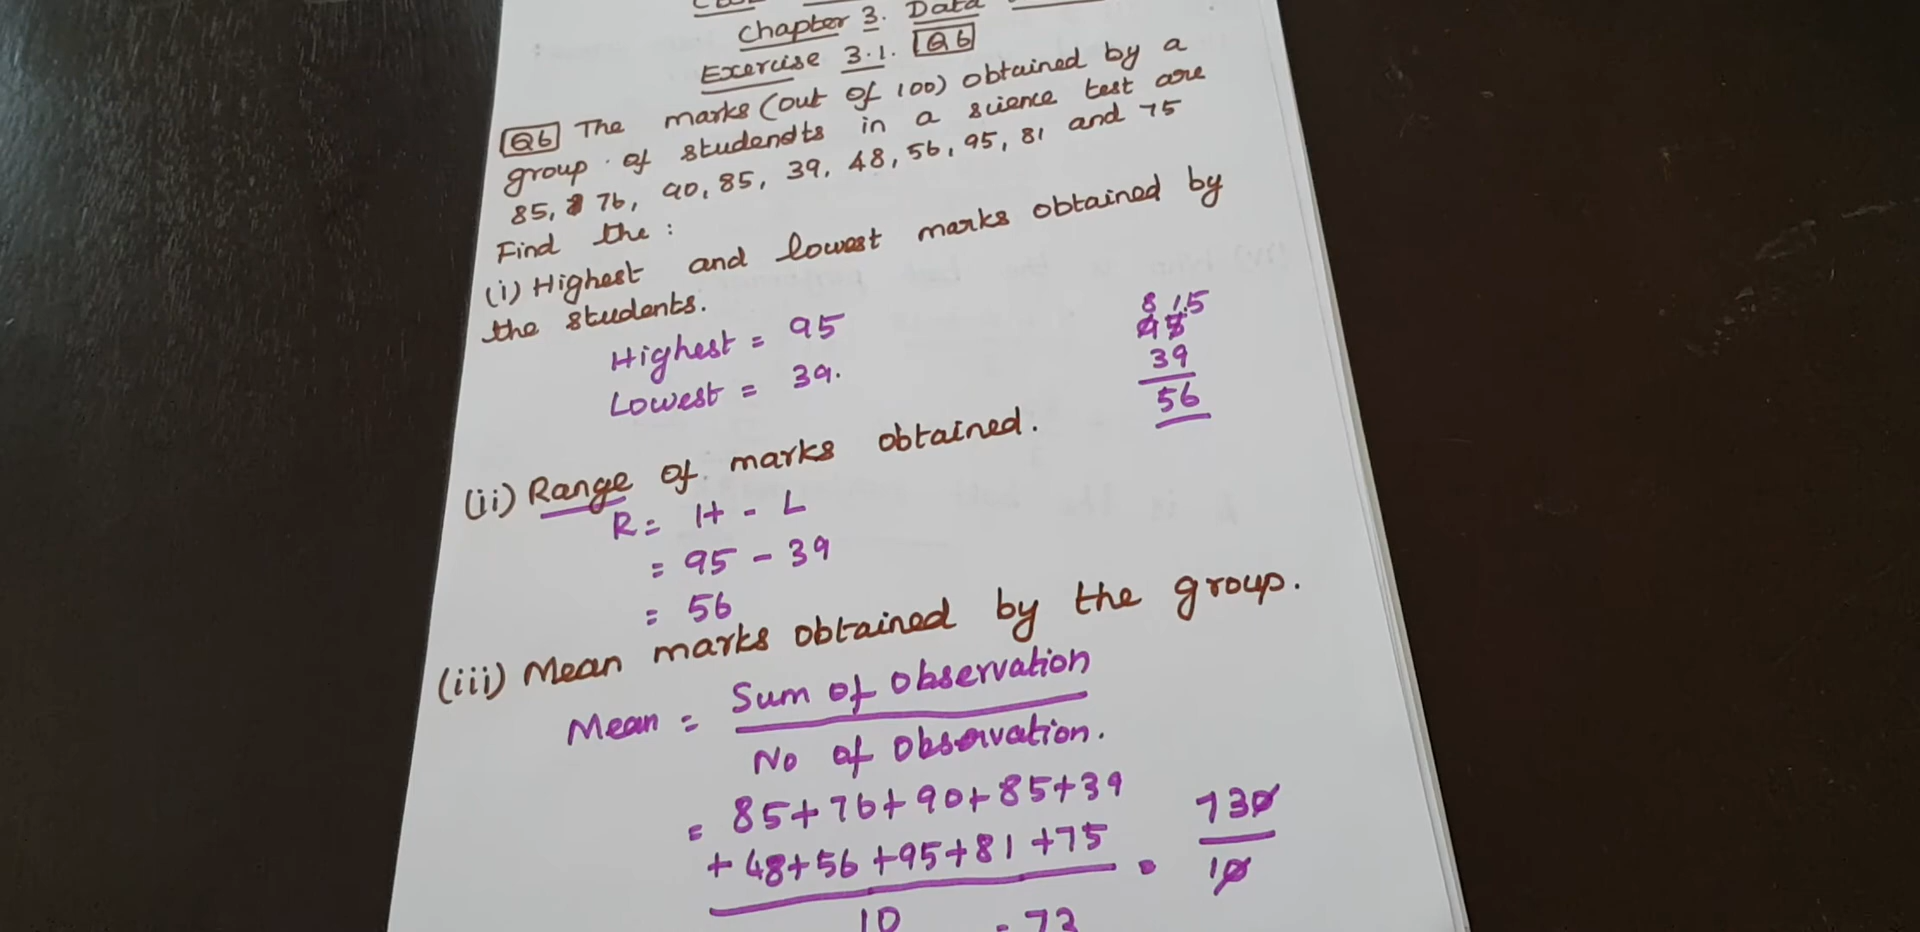 Chapter 3. Data
Exercise 3.1. Q6
Q6 The marks (out of 100) obtained by a
group of studendts in a science test are
85, 76, 90, 85, 39, 48, 56, 95, 81 and 75
Find the :
(i) Highest and lowest marks obtained by
the students.
Highest = 95
Lowest = 39.
8 15
95
39
56
(ii) Range of marks obtained.
R = H - L
= 95 - 39
= 56
(iii) Mean marks obtained by the group.
Mean = Sum of observation
No of observation.
= 85+76+90+85+39
+48+56+95+81+75 = 730
10
10 = 73